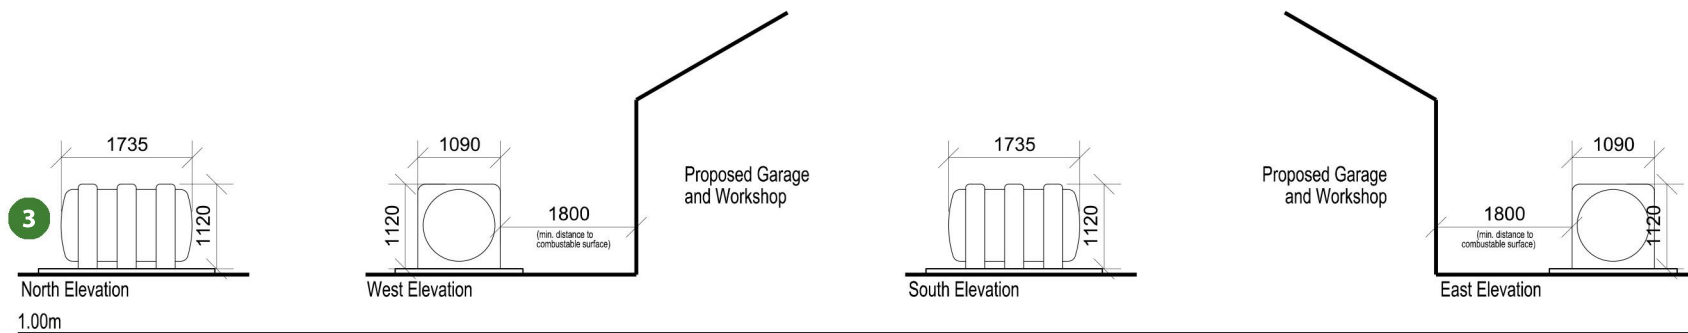 3
1735
1120
North Elevation
1.00m
1090
1120
1800
(min. distance to
combustable surface)
Proposed Garage
and Workshop
West Elevation
1735
1120
South Elevation
Proposed Garage
and Workshop
1800
(min. distance to
combustable surface)
1090
1120
East Elevation